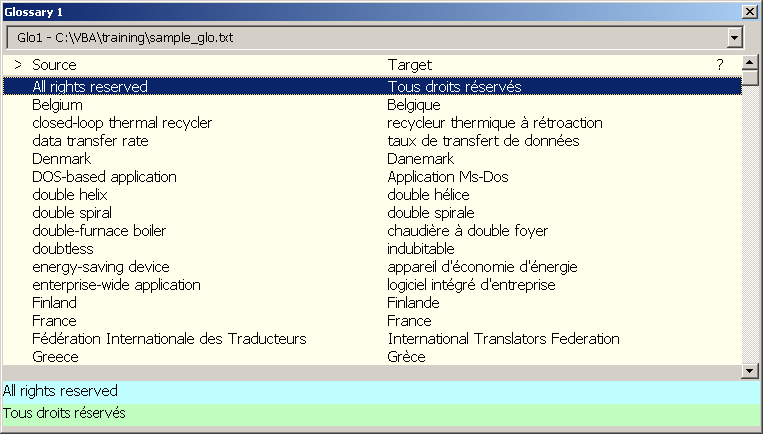 Glossary 1
Glo1 - C:\VBA\training\sample_glo.txt
> Source Target ?
All rights reserved Tous droits réservés
Belgium Belgique
closed-loop thermal recycler recycleur thermique à rétroaction
data transfer rate taux de transfert de données
Denmark Danemark
DOS-based application Application Ms-Dos
double helix double hélice
double spiral double spirale
double-furnace boiler chaudière à double foyer
doubtless indubitable
energy-saving device appareil d'économie d'énergie
enterprise-wide application logiciel intégré d'entreprise
Finland Finlande
France France
Fédération Internationale des Traducteurs International Translators Federation
Greece Grèce
All rights reserved
Tous droits réservés